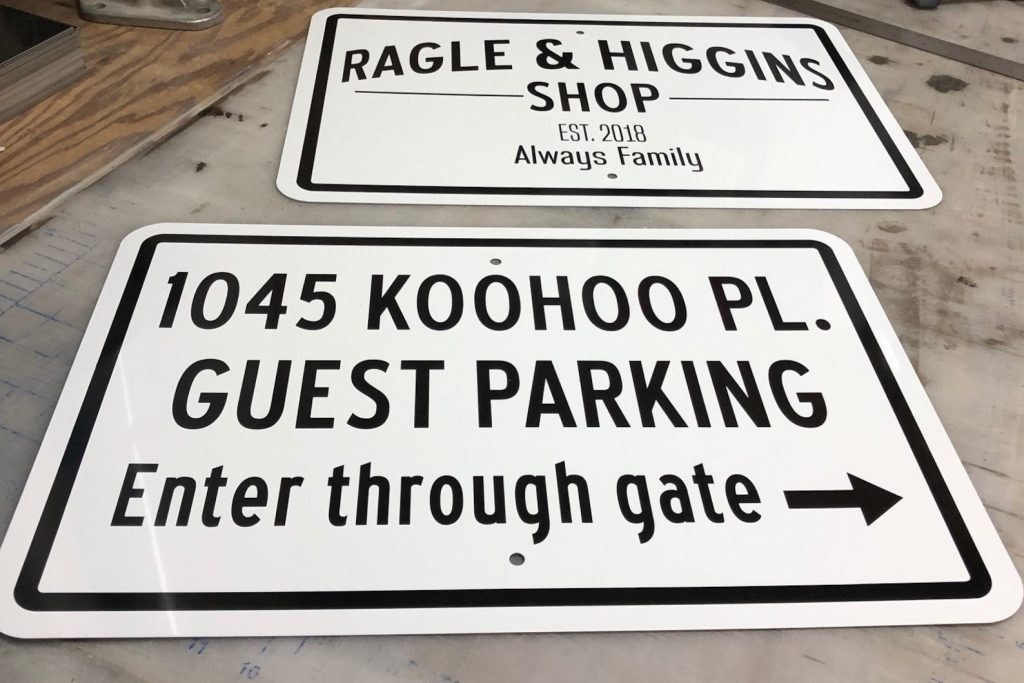 RAGLE & HIGGINS
SHOP
EST. 2018
Always Family
1045 KOOHOO PL.
GUEST PARKING
Enter through gate